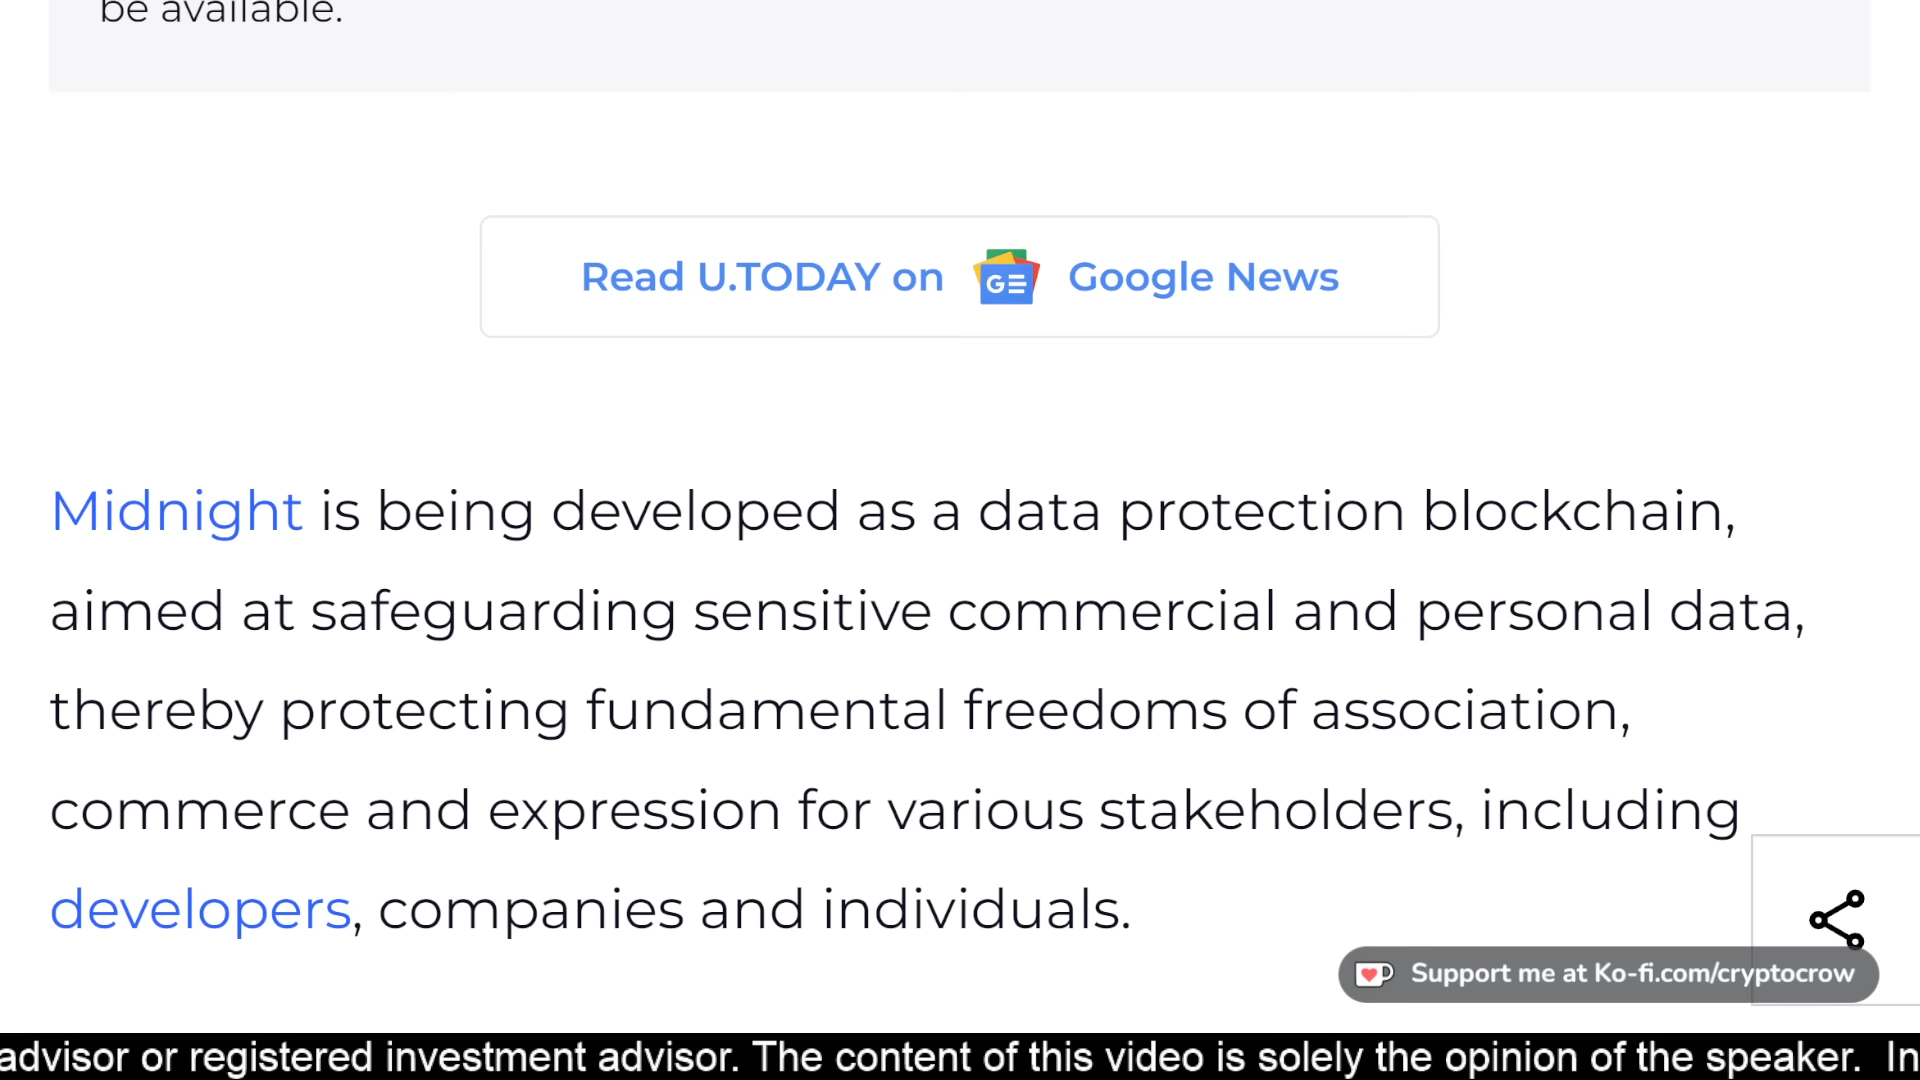 be available.
Read U.TODAY on GE Google News
Midnight is being developed as a data protection blockchain,
aimed at safeguarding sensitive commercial and personal data,
thereby protecting fundamental freedoms of association,
commerce and expression for various stakeholders, including
developers, companies and individuals.
Support me at Ko-fi.com/cryptocrow
advisor or registered investment advisor. The content of this video is solely the opinion of the speaker. In